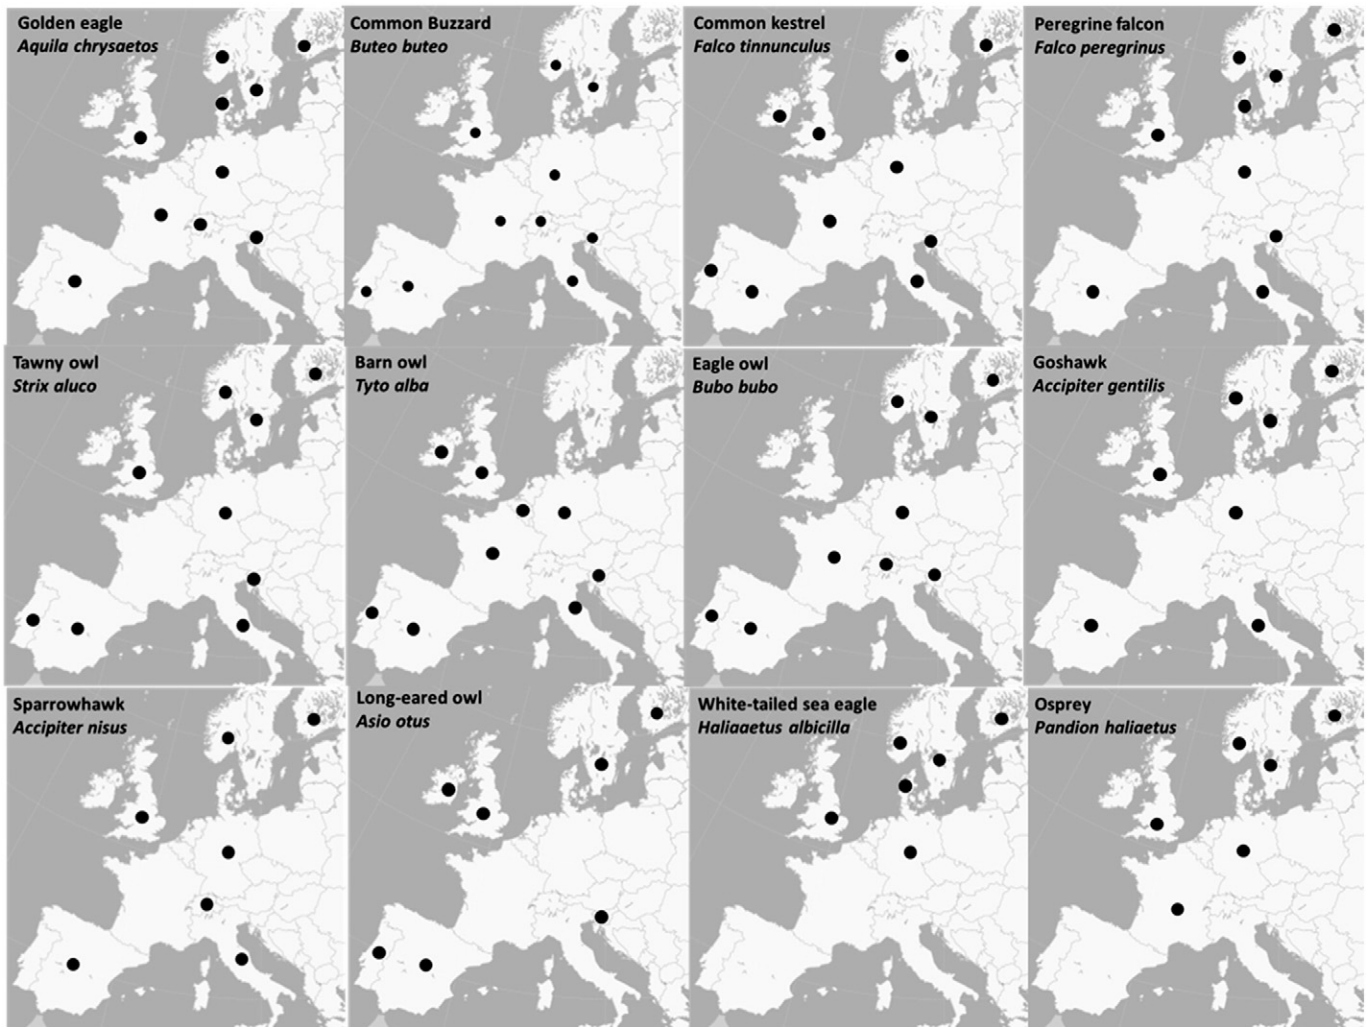 Golden eagle
Aquila chrysaetos
Common Buzzard
Buteo buteo
Common kestrel
Falco tinnunculus
Peregrine falcon
Falco peregrinus
Tawny owl
Strix aluco
Barn owl
Tyto alba
Eagle owl
Bubo bubo
Goshawk
Accipiter gentilis
Sparrowhawk
Accipiter nisus
Long-eared owl
Asio otus
White-tailed sea eagle
Haliaaetus albicilla
Osprey
Pandion haliaetus